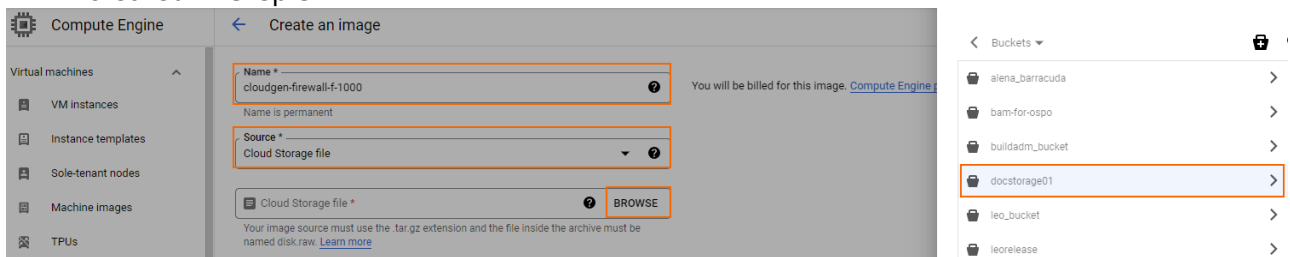 Compute Engine
Create an image
Virtual machines
VM instances
Instance templates
Sole-tenant nodes
Machine images
TPUs
Name *
cloudgen-firewall-f-1000
Name is permanent
Source *
Cloud Storage file
Cloud Storage file *
BROWSE
Your image source must use the .tar.gz extension and the file inside the archive must be
named disk.raw. Learn more
You will be billed for this image. Compute Engine
Buckets
alena_barracuda
bam-for-ospo
buildadm_bucket
docstorage01
leo_bucket
leorelease